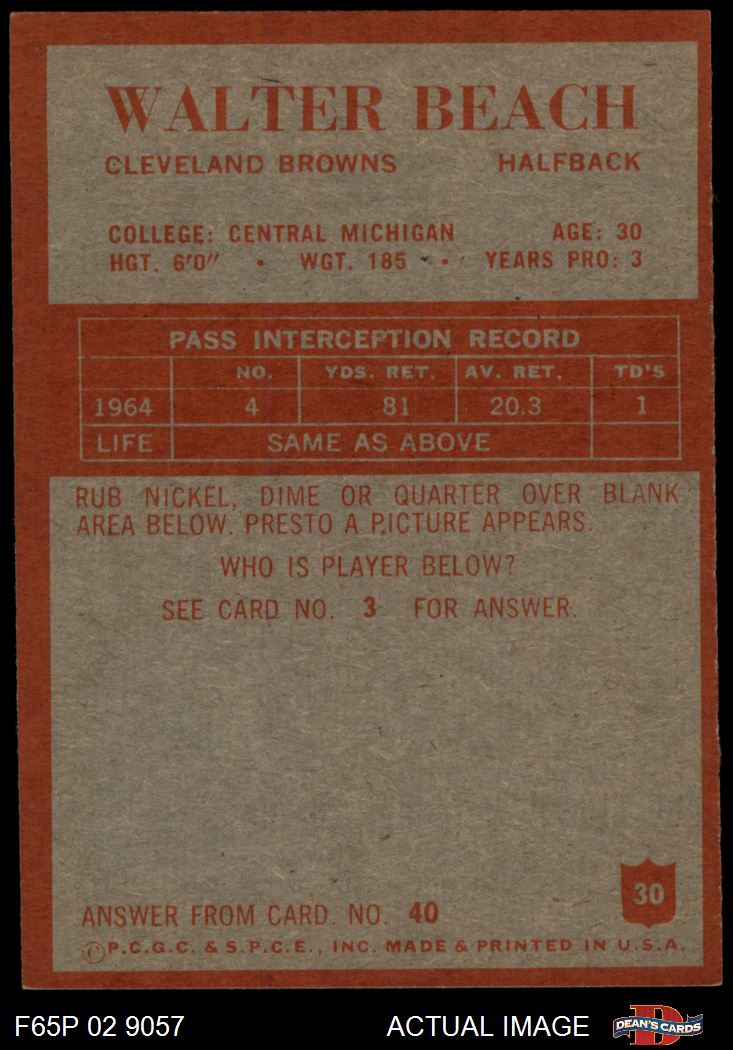 WALTER BEACH
CLEVELAND BROWNS HALFBACK
COLLEGE: CENTRAL MICHIGAN AGE: 30
HGT. 6'0" • WGT. 185 • YEARS PRO: 3
PASS INTERCEPTION RECORD
NO. YDS. RET. AV. RET. TD'S
1964 4 81 20.3 1
LIFE SAME AS ABOVE
RUB NICKEL, DIME OR QUARTER OVER BLANK
AREA BELOW. PRESTO A PICTURE APPEARS.
WHO IS PLAYER BELOW?
SEE CARD NO. 3 FOR ANSWER.
30
ANSWER FROM CARD. NO. 40
©P.C.G.C. & S.P.C.E., INC. MADE & PRINTED IN U.S.A.
F65P 02 9057 ACTUAL IMAGE D DEAN'S CARDS